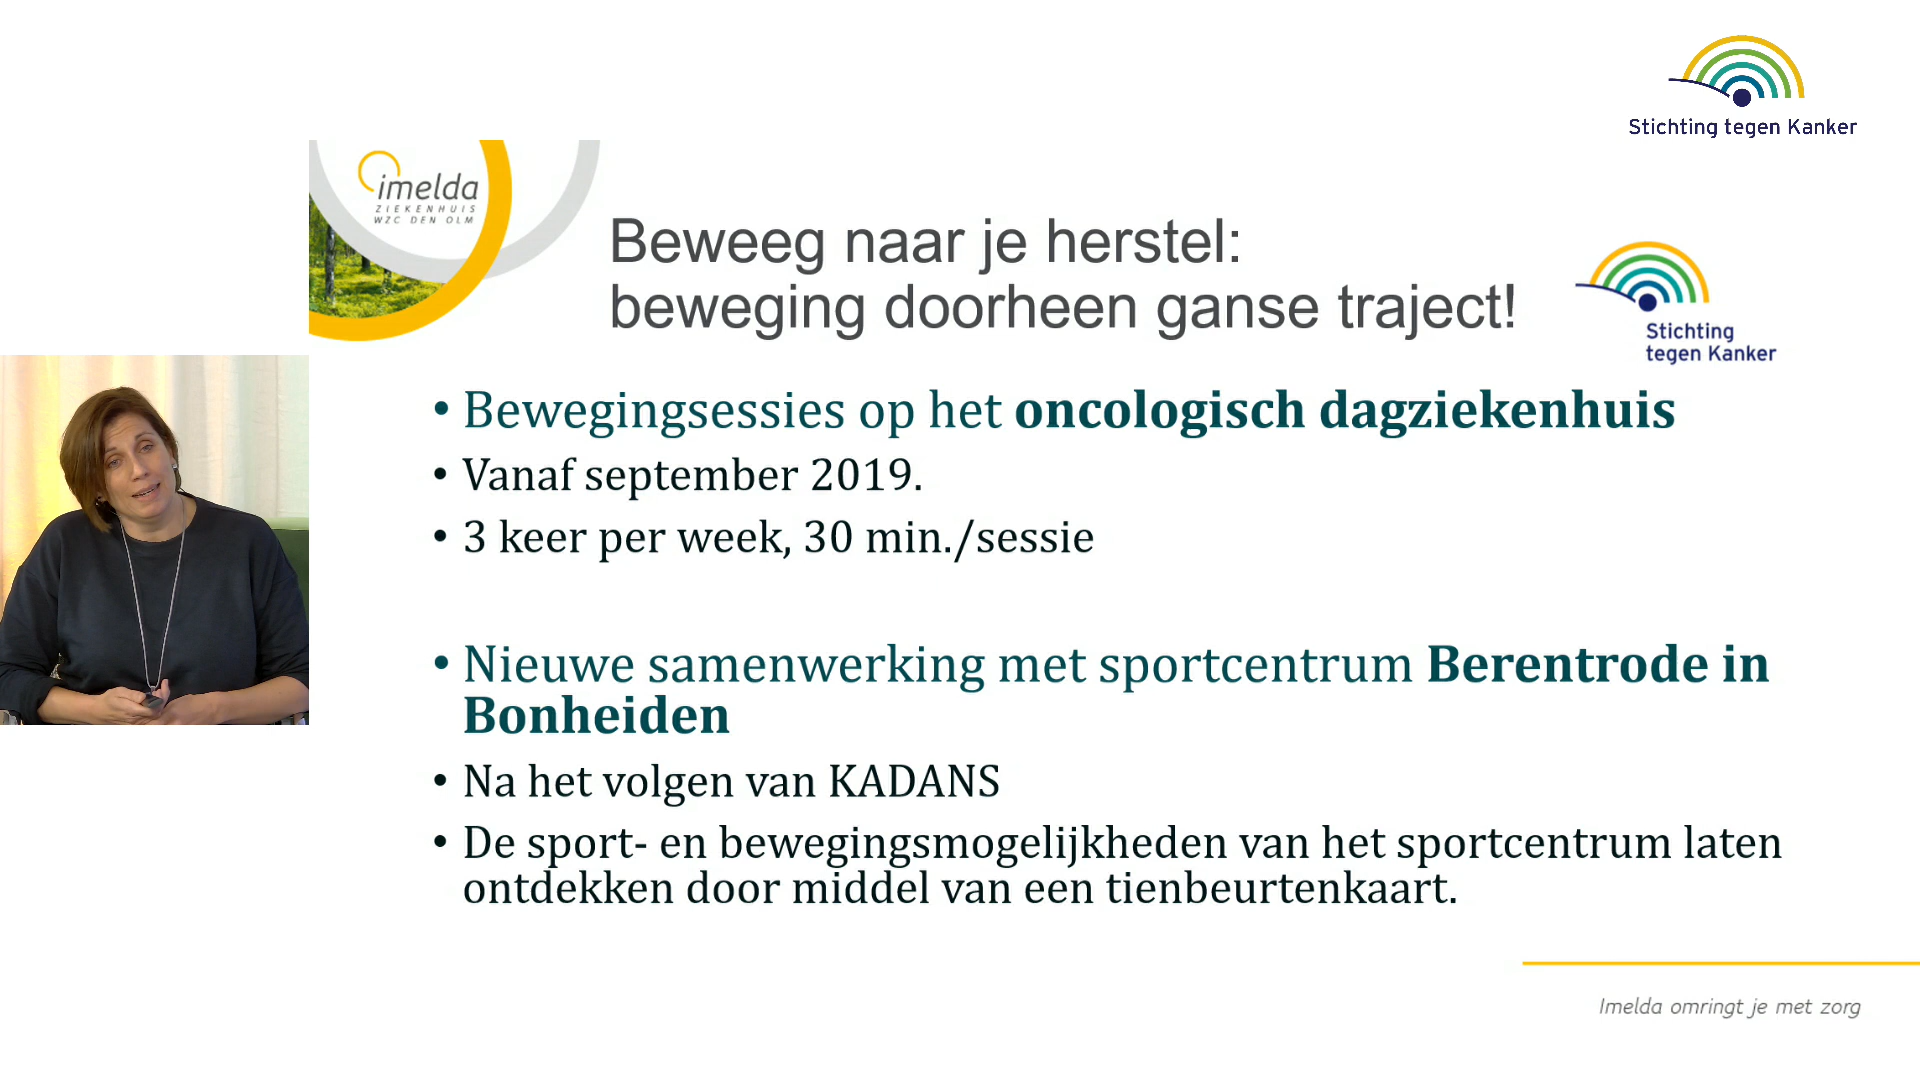 Stichting tegen Kanker
imelda
ZIEKENHUIS
WZC DEN OLM
Beweeg naar je herstel:
beweging doorheen ganse traject!
Stichting
tegen Kanker
• Bewegingsessies op het oncologisch dagziekenhuis
• Vanaf september 2019.
• 3 keer per week, 30 min./sessie
• Nieuwe samenwerking met sportcentrum Berentrode in
Bonheiden
• Na het volgen van KADANS
• De sport- en bewegingsmogelijkheden van het sportcentrum laten
ontdekken door middel van een tienbeurtenkaart.
Imelda omringt je met zorg